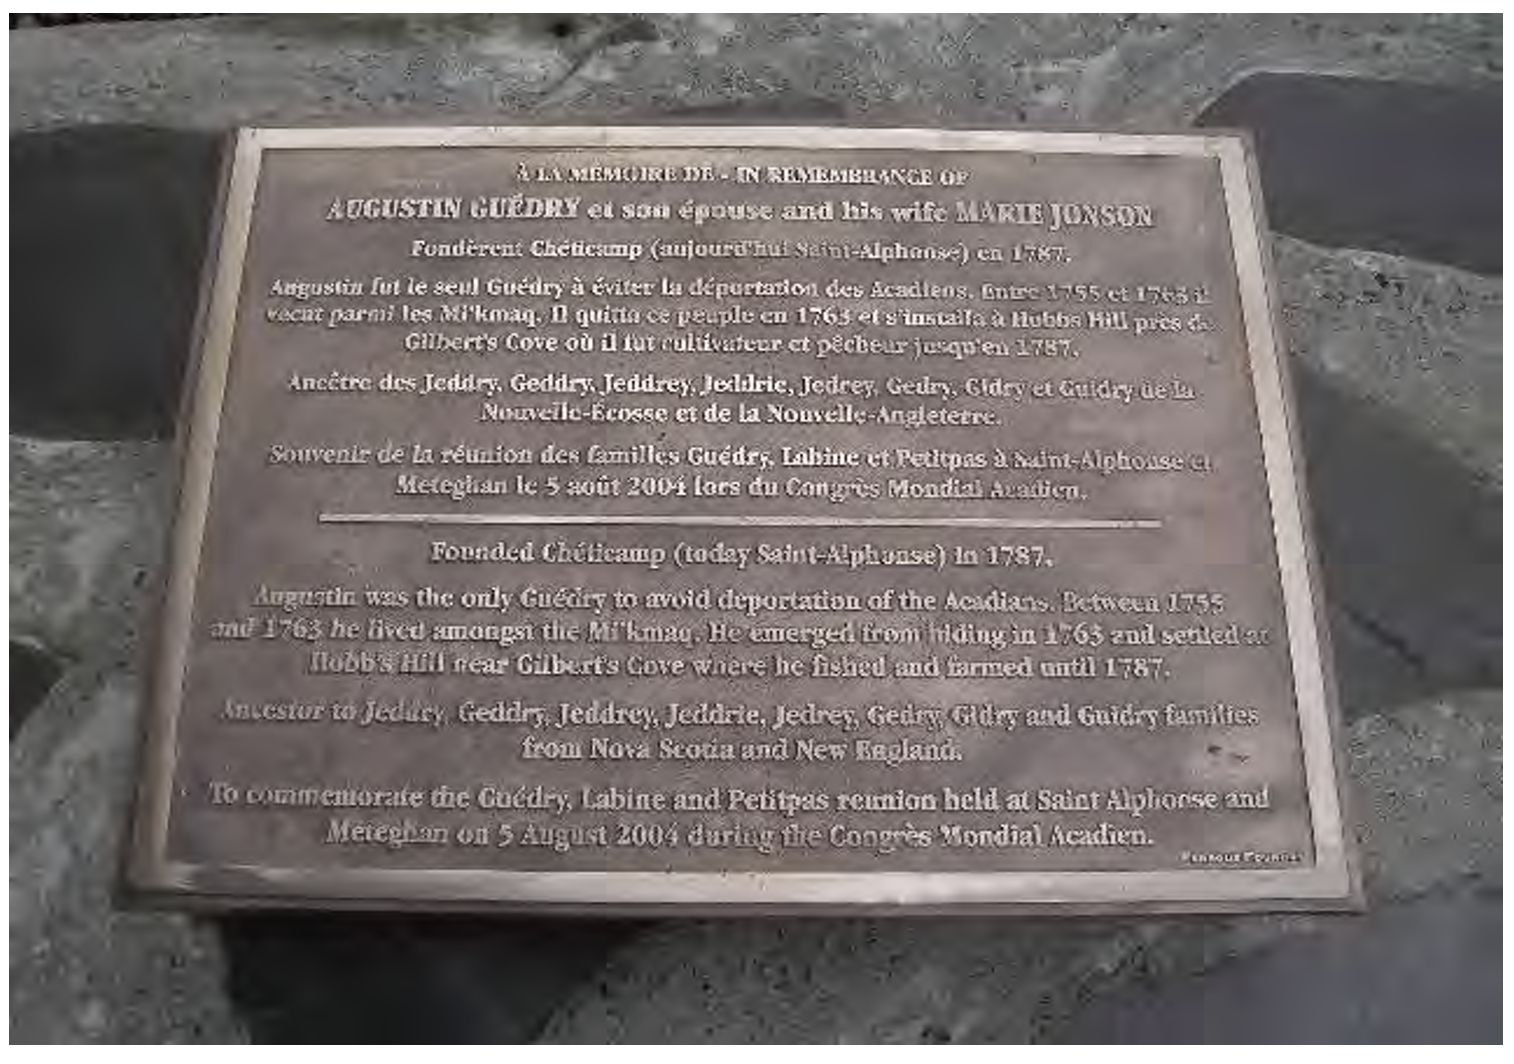 À LA MÉMOIRE DE - IN REMEMBRANCE OF
AUGUSTIN GUÉDRY et son épouse and his wife MARIE JONSON
Fondèrent Chéticamp (aujourd'hui Saint-Alphonse) en 1787.
Augustin fut le seul Guédry à éviter la déportation des Acadiens. Entre 1755 et 1763 il
vécut parmi les Mi'kmaq. Il quitta ce peuple en 1763 et s'installa à Hobbs Hill près de
Gilbert's Cove où il fut cultivateur et pêcheur jusqu'en 1787.
Ancêtre des Jeddry, Geddry, Jeddrey, Jeddrie, Jedrey, Gedry, Gidry et Guidry de la
Nouvelle-Écosse et de la Nouvelle-Angleterre.
Souvenir de la réunion des familles Guédry, Labine et Petitpas à Saint-Alphonse et
Meteghan le 5 août 2004 lors du Congrès Mondial Acadien.
Founded Chéticamp (today Saint-Alphonse) in 1787.
Augustin was the only Guédry to avoid deportation of the Acadians. Between 1755
and 1763 he lived amongst the Mi'kmaq. He emerged from hiding in 1763 and settled at
Hobb's Hill near Gilbert's Cove where he fished and farmed until 1787.
Ancestor to Jeddry, Geddry, Jeddrey, Jeddrie, Jedrey, Gedry, Gidry and Guidry families
from Nova Scotia and New England.
To commemorate the Guédry, Labine and Petitpas reunion held at Saint Alphonse and
Meteghan on 5 August 2004 during the Congrès Mondial Acadien.